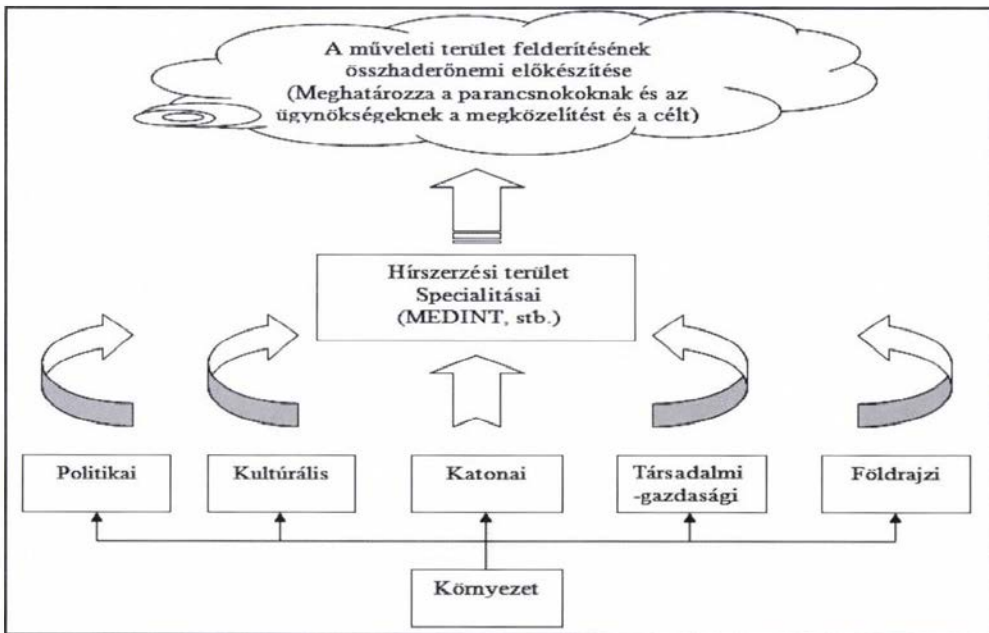 A műveleti terület felderítésének
összhaderőnemi előkészítése
(Meghatározza a parancsnokoknak és az
ügynökségeknek a megközelítést és a célt)
Hírszerzési terület
Specialitásai
(MEDINT, stb.)
Politikai
Kultúrális
Katonai
Társadalmi
-gazdasági
Földrajzi
Környezet